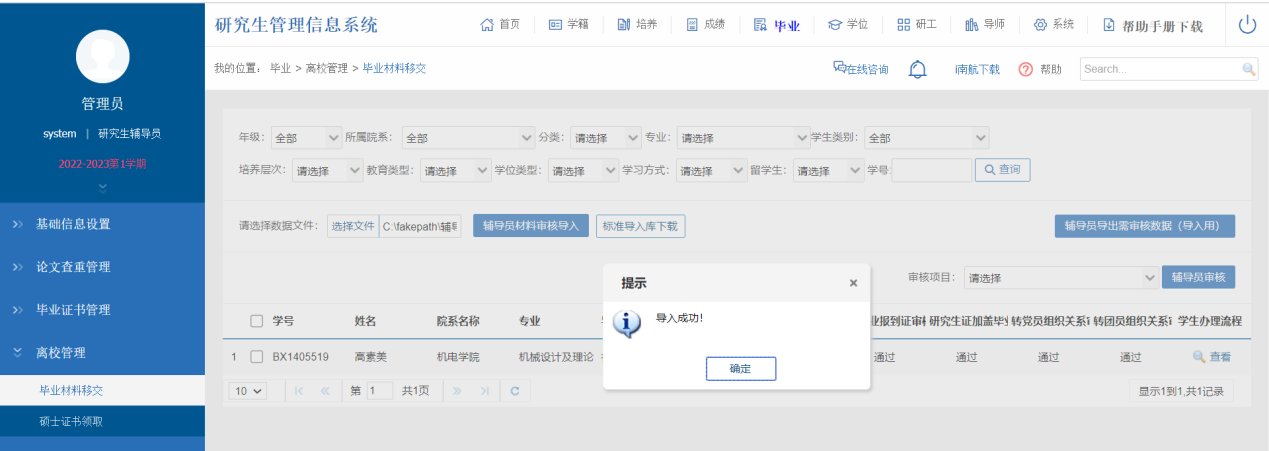 研究生管理信息系统 首页 学籍 培养 成绩 毕业 学位 研工 导师 系统 帮助手册下载
我的位置： 毕业 > 离校管理 > 毕业材料移交 在线咨询 i南航下载 帮助 Search...
管理员
system | 研究生辅导员
2022-2023第1学期
基础信息设置
论文查重管理
毕业证书管理
离校管理
毕业材料移交
硕士证书领取
年级： 全部 所属院系： 全部 分类： 请选择 专业： 请选择 学生类别： 全部
培养层次： 请选择 教育类型： 请选择 学位类型： 请选择 学习方式： 请选择 留学生： 请选择 学号: 查询
请选择数据文件： 选择文件 C:\fakepath\辅导 辅导员材料审核导入 标准导入库下载 辅导员导出需审核数据（导入用）
审核项目： 请选择 辅导员审核
学号 姓名 院系名称 专业 业报到证审核 研究生证加盖毕业 转党员组织关系 转团员组织关系 学生办理流程
1 BX1405519 高素美 机电学院 机械设计及理论 通过 通过 通过 通过 查看
10 第 1 共1页 显示1到1,共1记录
提示 ×
导入成功!
确定